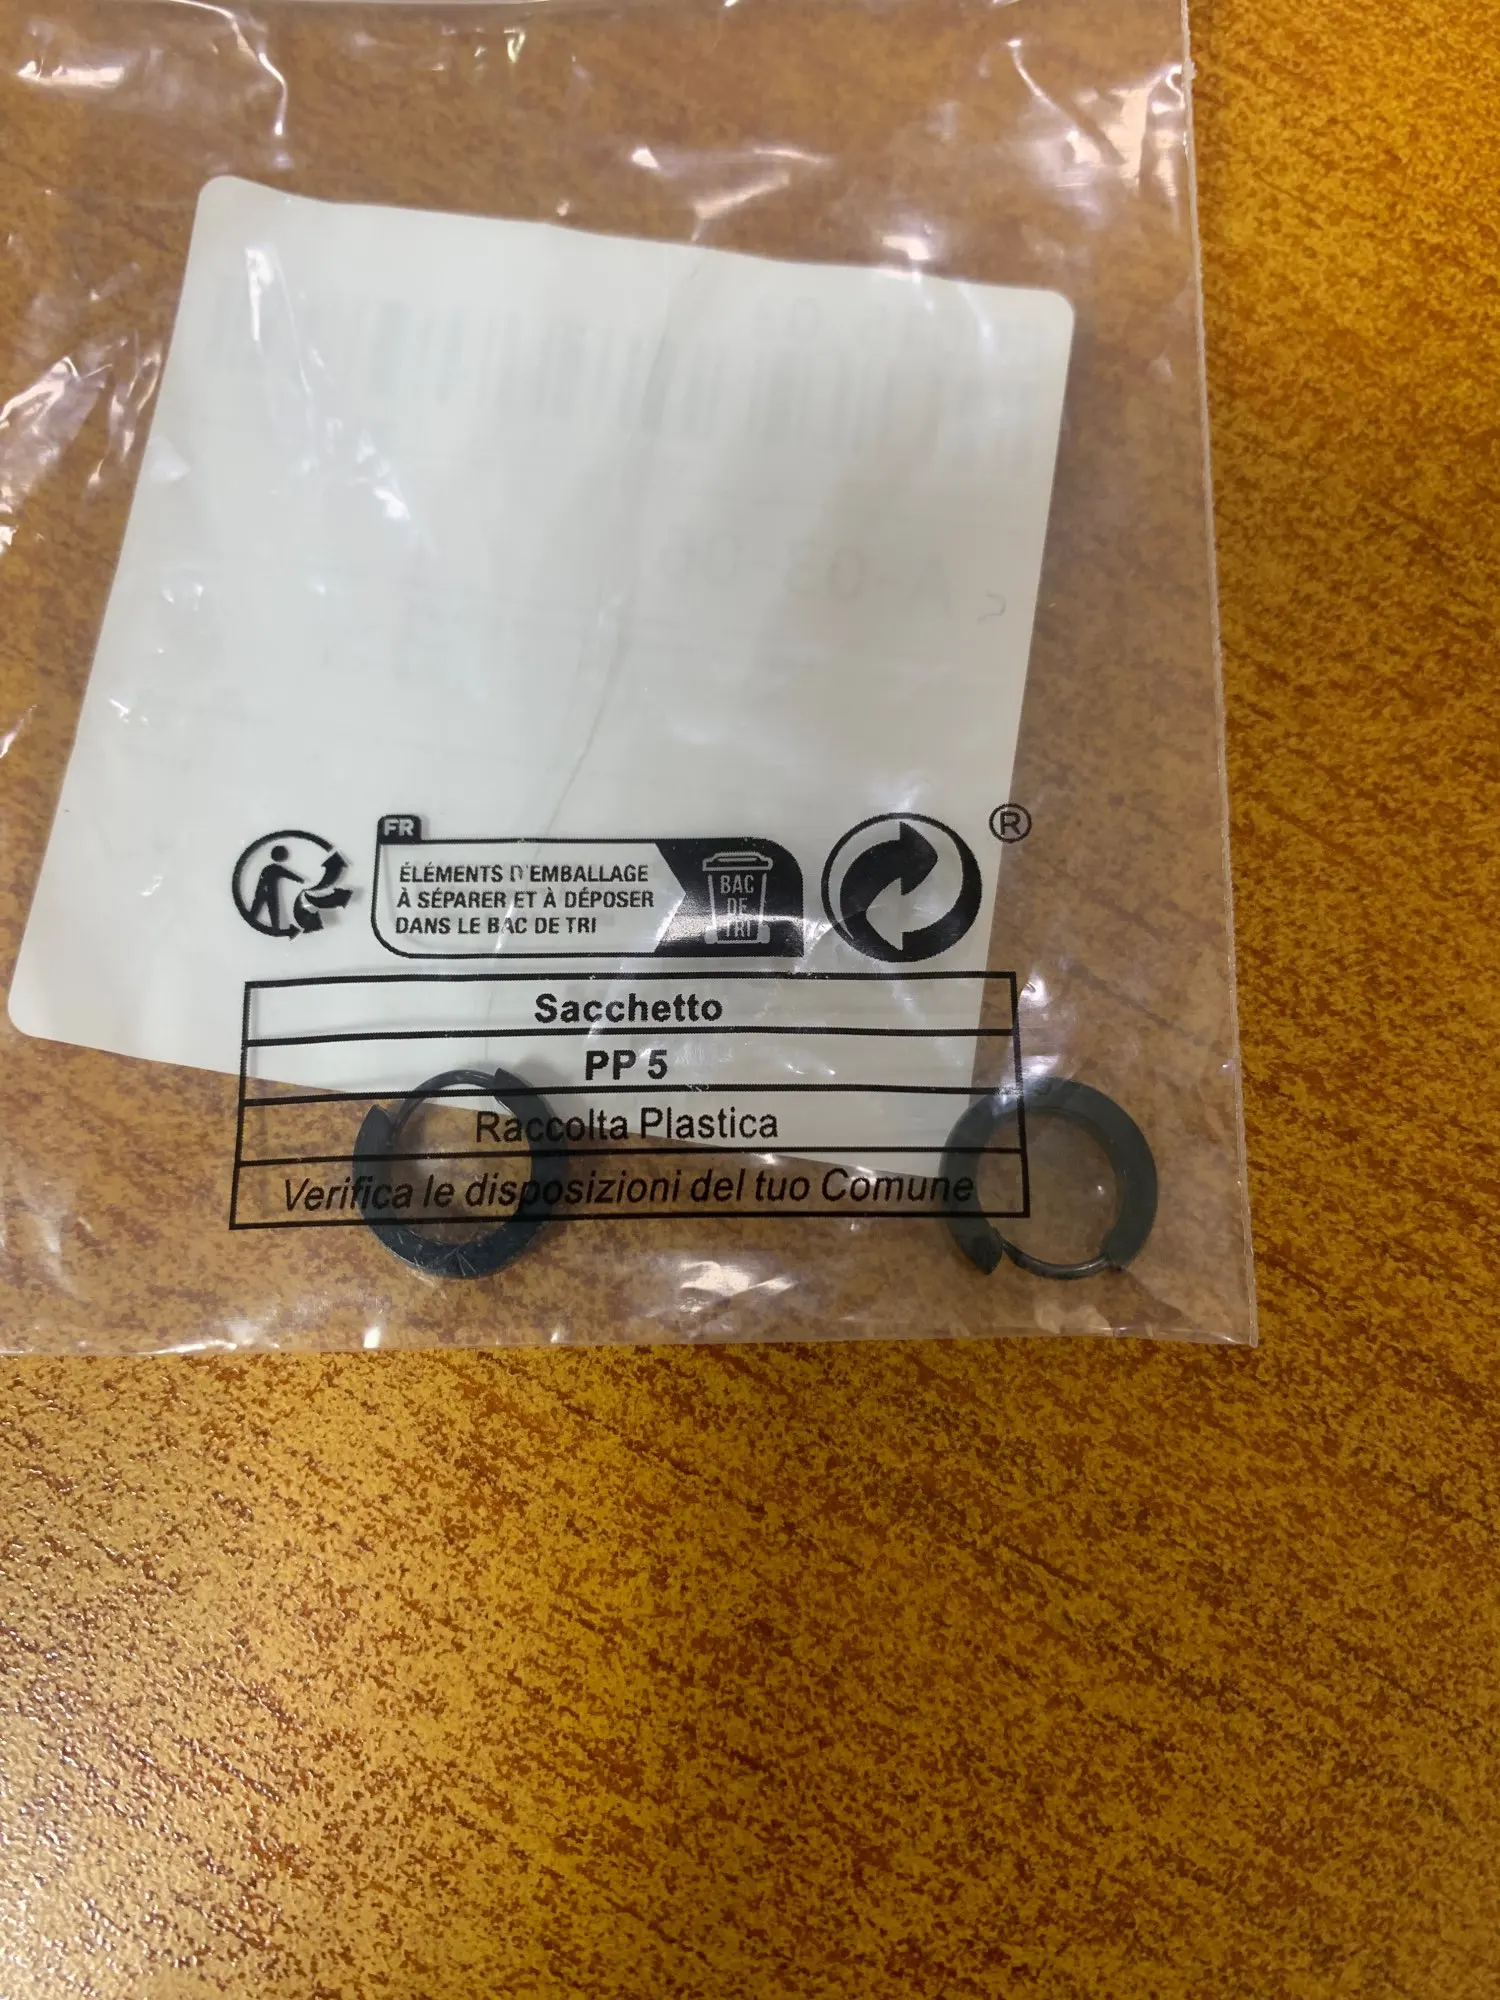 FR
ÉLÉMENTS D'EMBALLAGE
À SÉPARER ET À DÉPOSER
DANS LE BAC DE TRI
BAC
DE
TRI
®
Sacchetto
PP 5
Raccolta Plastica
Verifica le disposizioni del tuo Comune